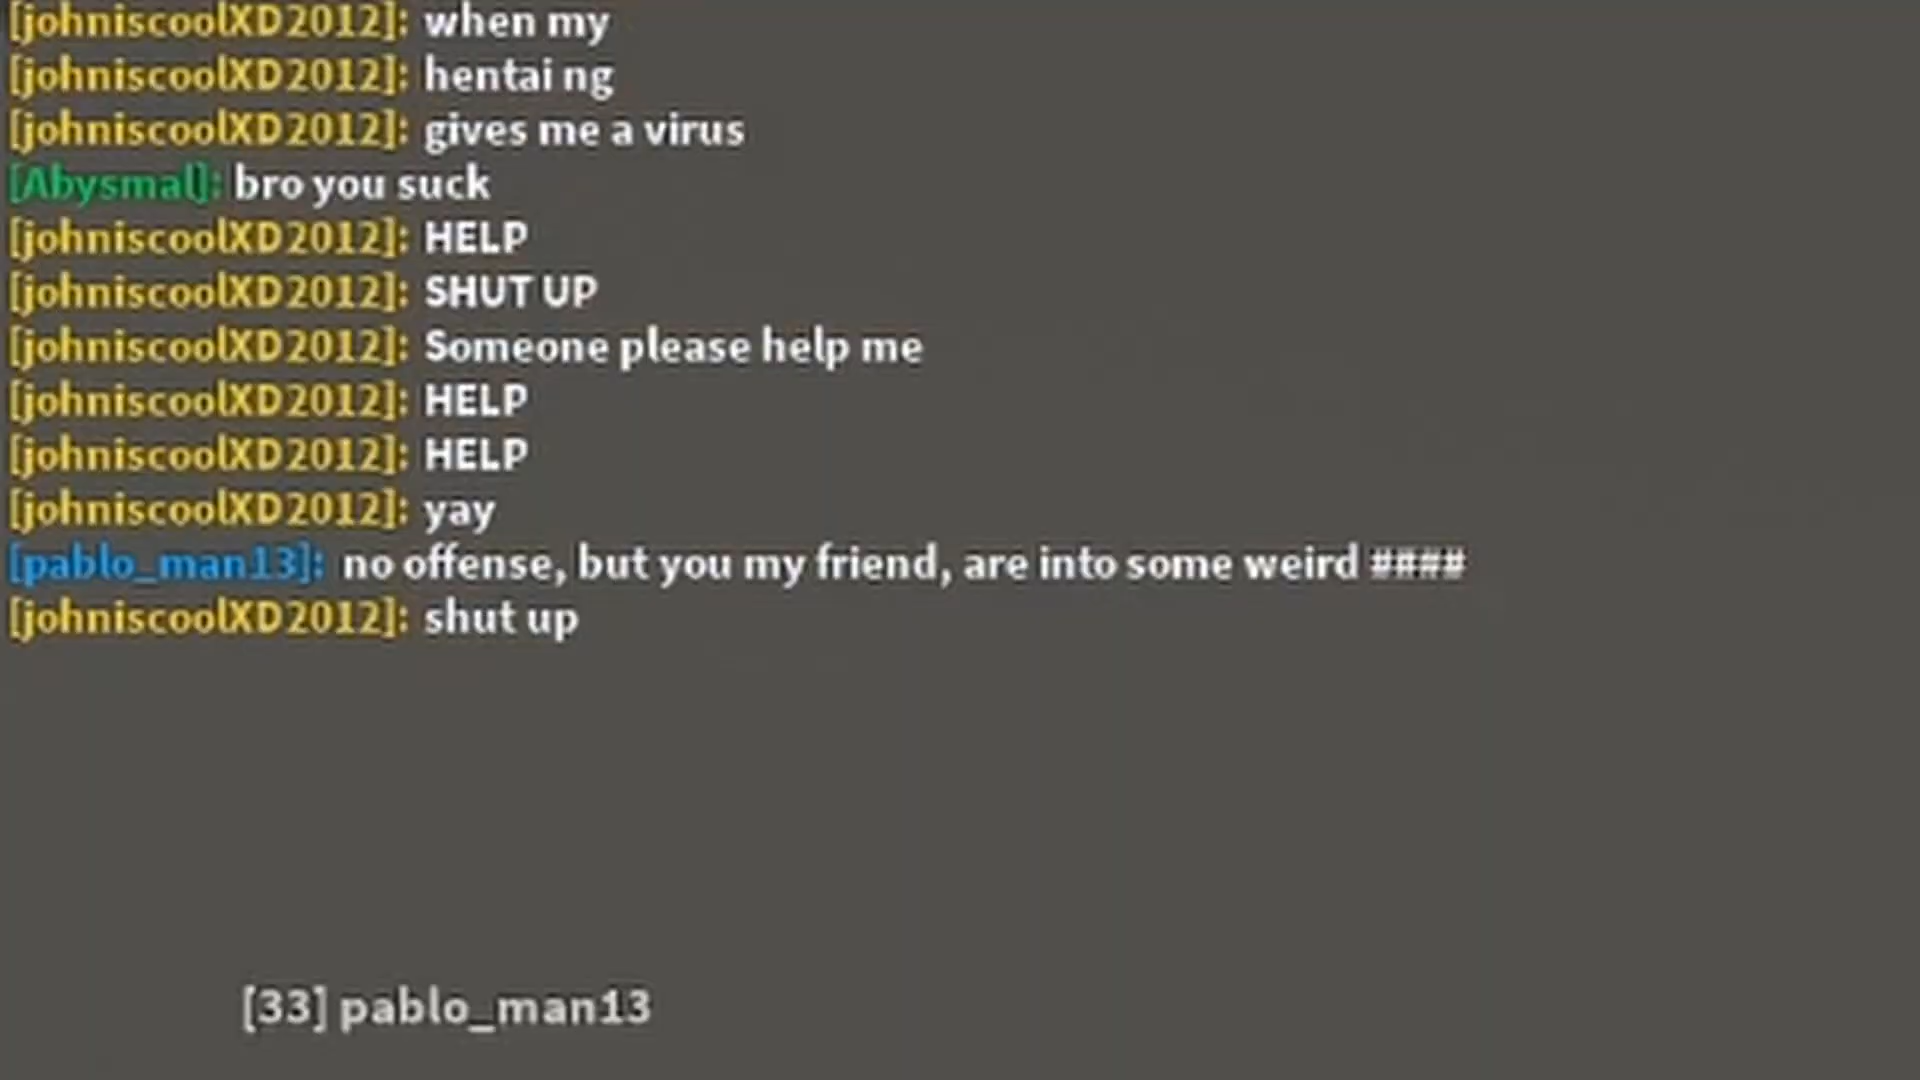 [johniscoolXD2012]: when my
[johniscoolXD2012]: hentai ng
[johniscoolXD2012]: gives me a virus
[Abysmal]: bro you suck
[johniscoolXD2012]: HELP
[johniscoolXD2012]: SHUT UP
[johniscoolXD2012]: Someone please help me
[johniscoolXD2012]: HELP
[johniscoolXD2012]: HELP
[johniscoolXD2012]: yay
[pablo_man13]: no offense, but you my friend, are into some weird ####
[johniscoolXD2012]: shut up
[33] pablo_man13